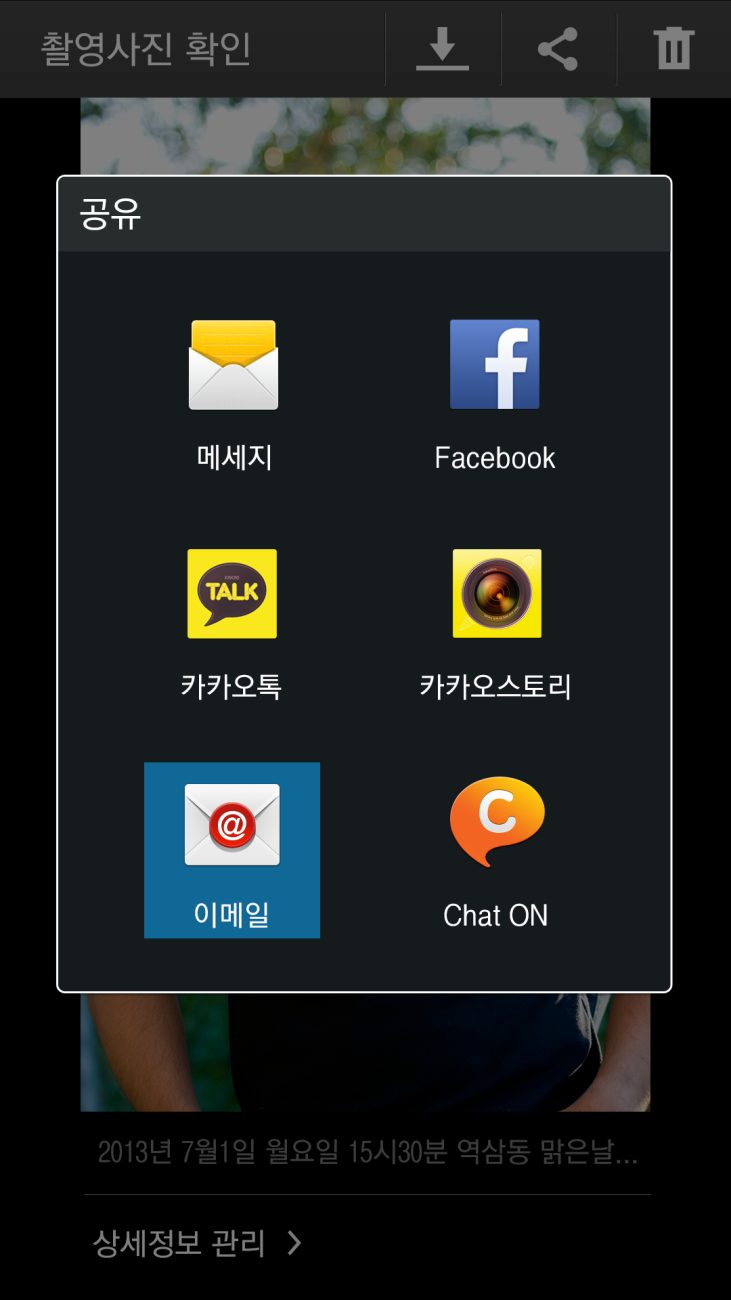 촬영사진 확인
공유
메세지
Facebook
TALK
카카오톡
카카오스토리
@
이메일
C
Chat ON
2013년 7월1일 월요일 15시30분 역삼동 맑은날...
상세정보 관리